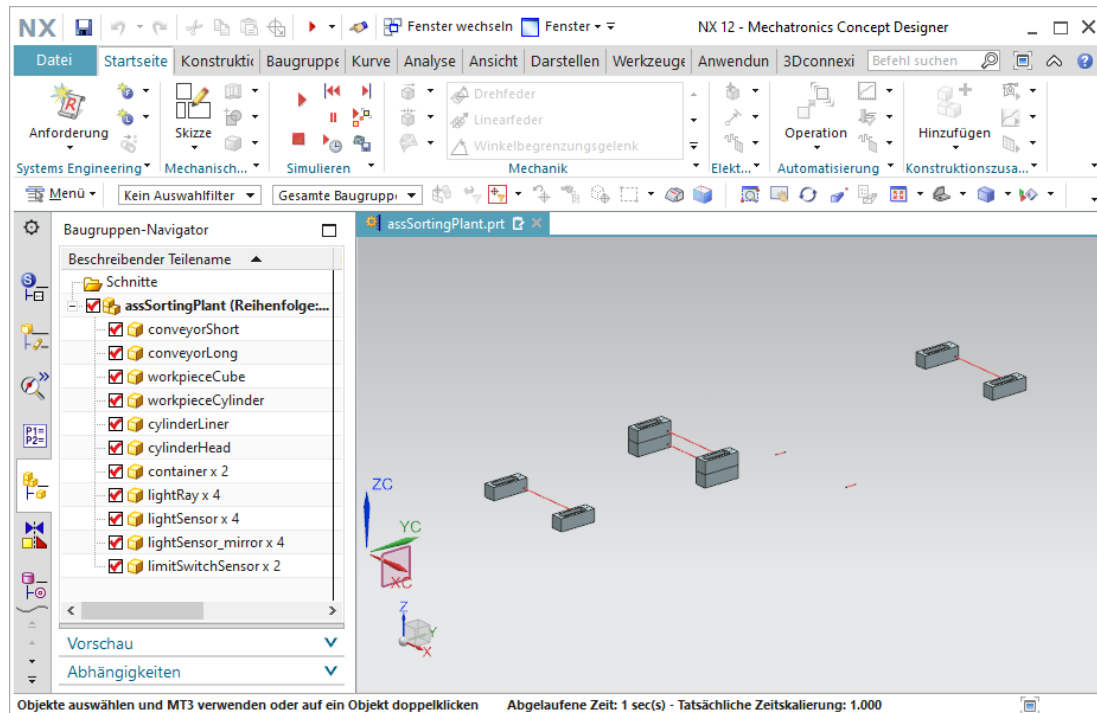 NX
Fenster wechseln
Fenster
NX 12 - Mechatronics Concept Designer
Datei
Startseite
Konstruktic
Baugruppe
Kurve
Analyse
Ansicht
Darstellen
Werkzeuge
Anwendun
3Dconnexi
Befehl suchen
Anforderung
Skizze
Drehfeder
Linearfeder
Winkelbegrenzungsgelenk
Operation
Hinzufügen
Systems Engineering
Mechanisch...
Simulieren
Mechanik
Elekt...
Automatisierung
Konstruktionszusa...
Menü
Kein Auswahlfilter
Gesamte Baugrupp
Baugruppen-Navigator
assSortingPlant.prt
Beschreibender Teilename
Schnitte
assSortingPlant (Reihenfolge:...
conveyorShort
conveyorLong
workpieceCube
workpieceCylinder
cylinderLiner
cylinderHead
container x 2
lightRay x 4
lightSensor x 4
lightSensor_mirror x 4
limitSwitchSensor x 2
P1=
P2=
ZC
YC
XC
Z
Y
X
Vorschau
Abhängigkeiten
Objekte auswählen und MT3 verwenden oder auf ein Objekt doppelklicken
Abgelaufene Zeit: 1 sec(s) - Tatsächliche Zeitskalierung: 1.000